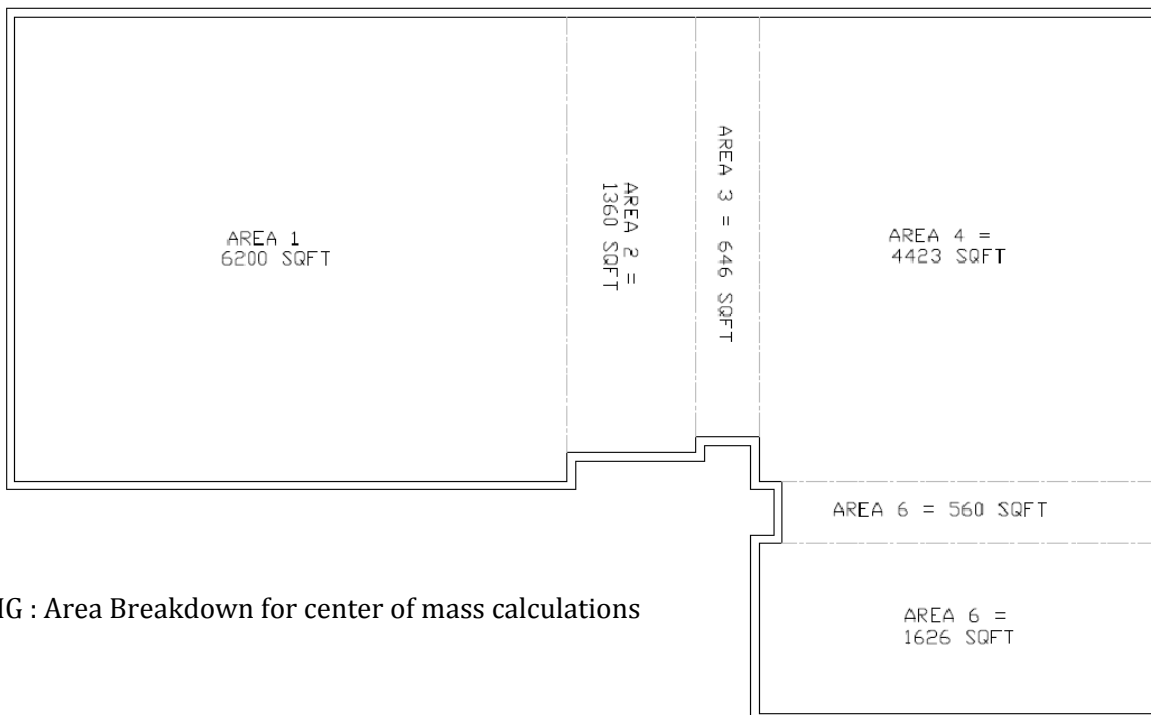 AREA 1
6200 SQFT
AREA 2 =
1360 SQFT
AREA 3 = 646 SQFT
AREA 4 =
4423 SQFT
AREA 6 = 560 SQFT
AREA 6 =
1626 SQFT
IG : Area Breakdown for center of mass calculations